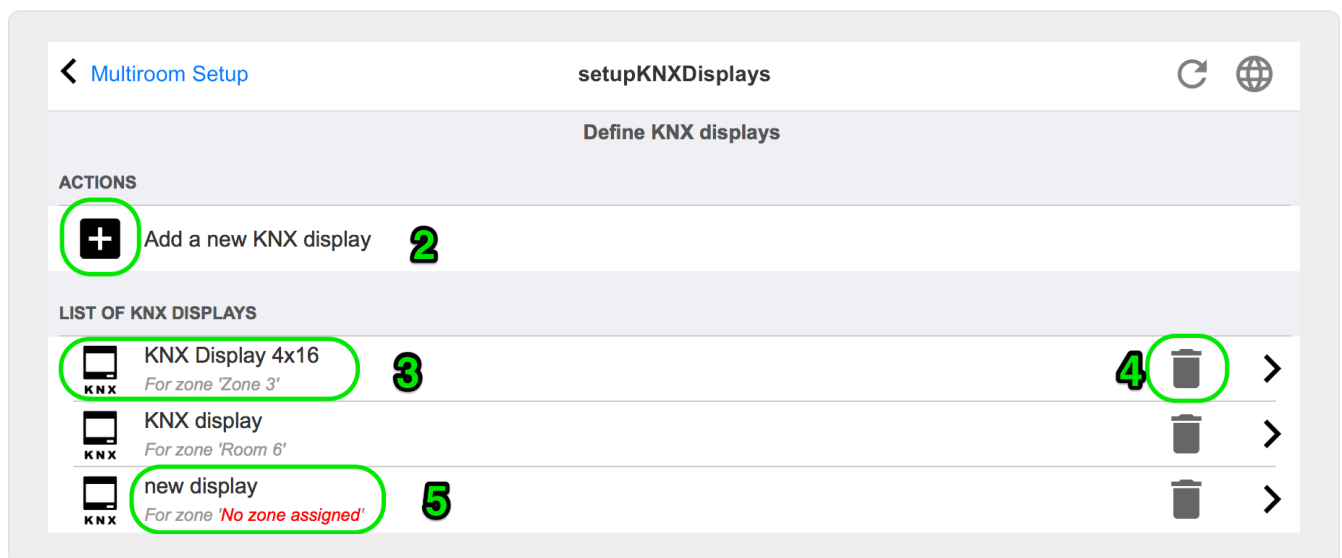 Multiroom Setup setupKNXDisplays
Define KNX displays
ACTIONS
Add a new KNX display 2
LIST OF KNX DISPLAYS
KNX Display 4x16
KNX For zone 'Zone 3' 3 4
KNX display
KNX For zone 'Room 6'
new display
KNX For zone 'No zone assigned' 5